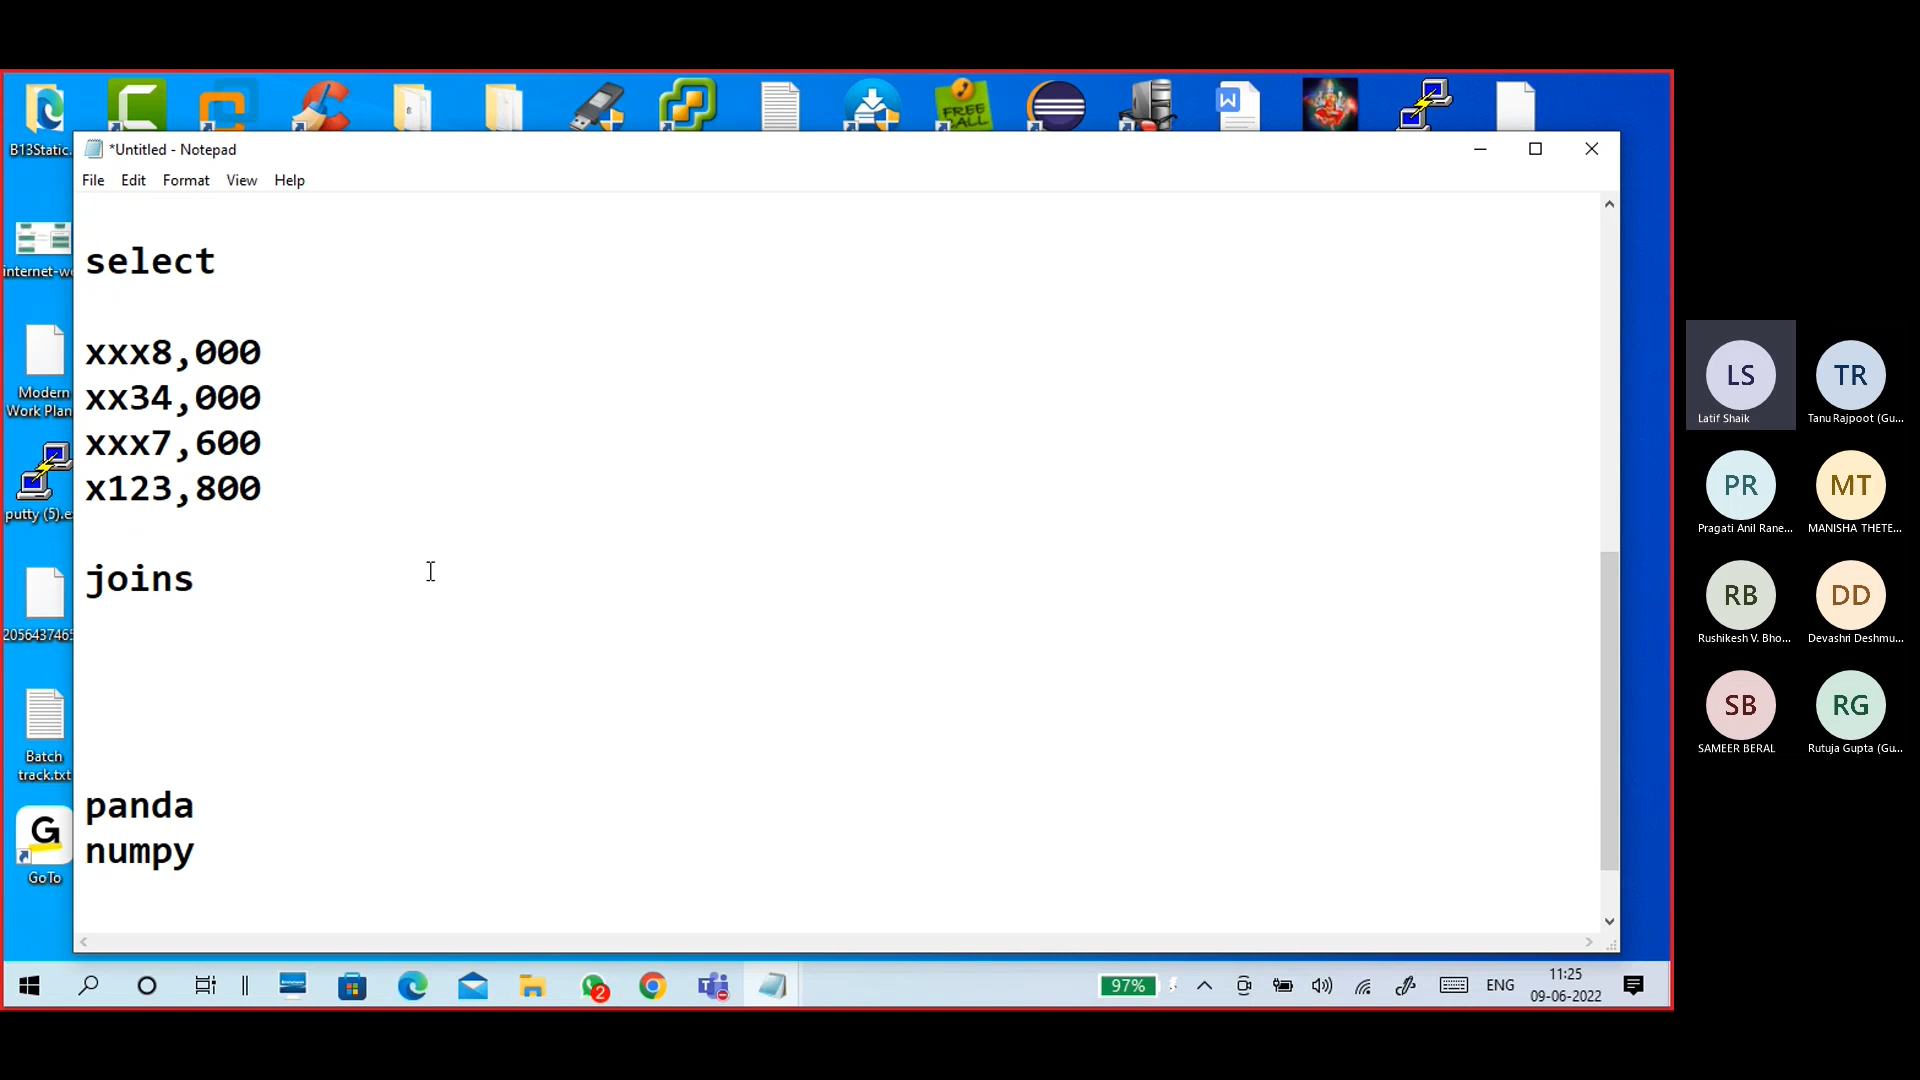 B13Static.
*Untitled - Notepad
File Edit Format View Help
select
xxx8,000
xx34,000
xxx7,600
x123,800
joins
panda
numpy
internet-w
Modern
Work Plan
putty (5).e
205643746
Batch
track.txt
G
GoTo
FREE
CALL
W
97%
2
ENG
11:25
09-06-2022
LS
Latif Shaik
TR
Tanu Rajpoot (Gu...
PR
Pragati Anil Rane...
MT
MANISHA THETE...
RB
Rushikesh V. Bho...
DD
Devashri Deshmu...
SB
SAMEER BERAL
RG
Rutuja Gupta (Gu...